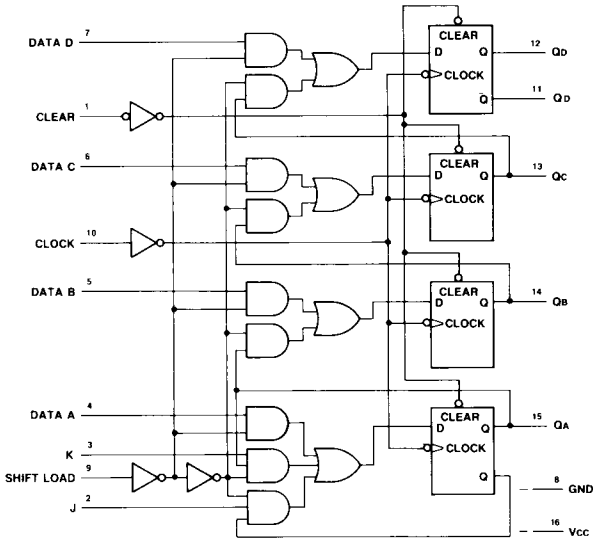 DATA D 7
CLEAR
D Q 12 QD
CLOCK
Q 11 QD
CLEAR 1
DATA C 6
CLEAR
D Q 13 QC
CLOCK
CLOCK 10
DATA B 5
CLEAR
D Q 14 QB
CLOCK
DATA A 4
CLEAR
D Q 15 QA
CLOCK
K 3
SHIFT LOAD 9
Q
J 2
8 GND
16 VCC